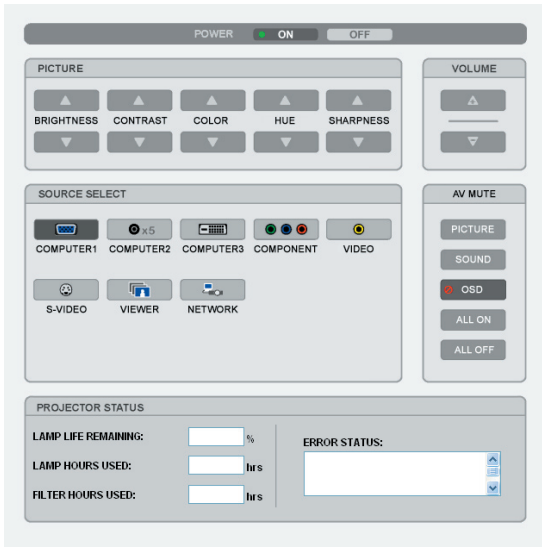 POWER ON OFF
PICTURE
BRIGHTNESS CONTRAST COLOR HUE SHARPNESS
VOLUME
SOURCE SELECT
x5
COMPUTER1 COMPUTER2 COMPUTER3 COMPONENT VIDEO
S-VIDEO VIEWER NETWORK
AV MUTE
PICTURE
SOUND
OSD
ALL ON
ALL OFF
PROJECTOR STATUS
LAMP LIFE REMAINING: %
LAMP HOURS USED: hrs
FILTER HOURS USED: hrs
ERROR STATUS: